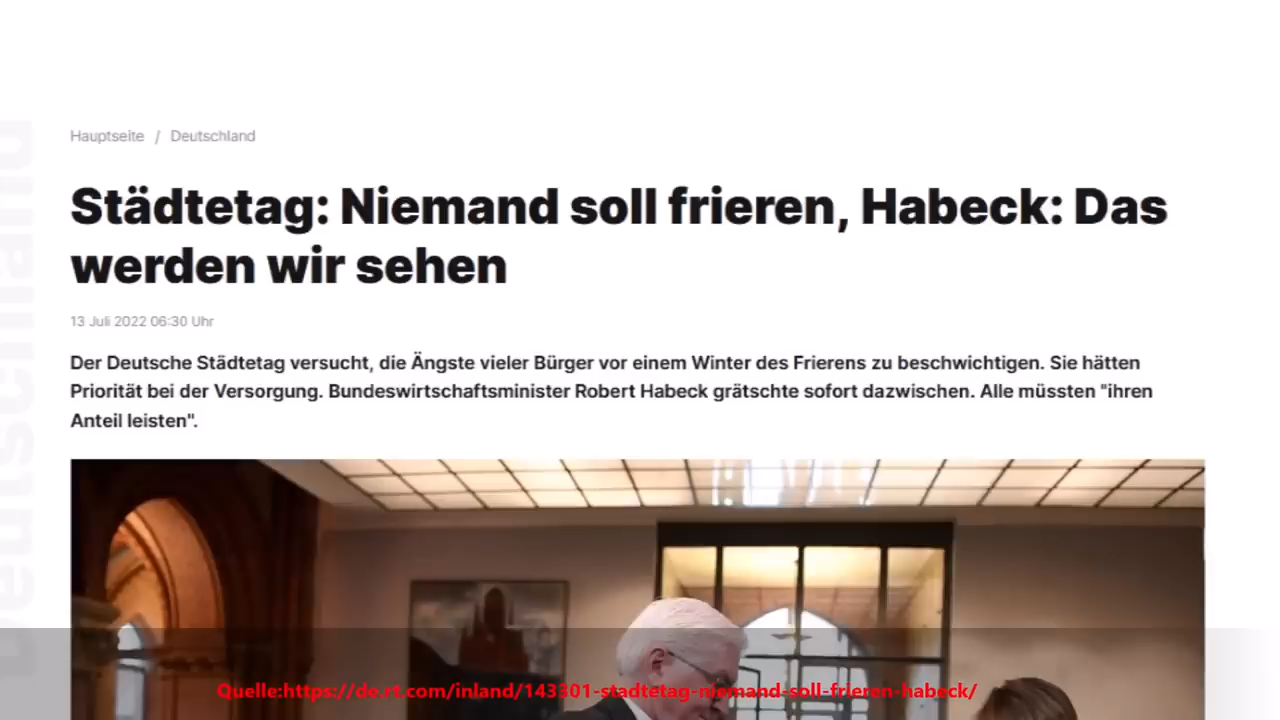 Hauptseite / Deutschland
Städtetag: Niemand soll frieren, Habeck: Das
werden wir sehen
13 Juli 2022 06:30 Uhr
Der Deutsche Städtetag versucht, die Ängste vieler Bürger vor einem Winter des Frierens zu beschwichtigen. Sie hätten
Priorität bei der Versorgung. Bundeswirtschaftsminister Robert Habeck grätschte sofort dazwischen. Alle müssten "ihren
Anteil leisten".
Deutschland
Quelle:https://de.rt.com/inland/143301-stadtetag-niemand-soll-frieren-habeck/